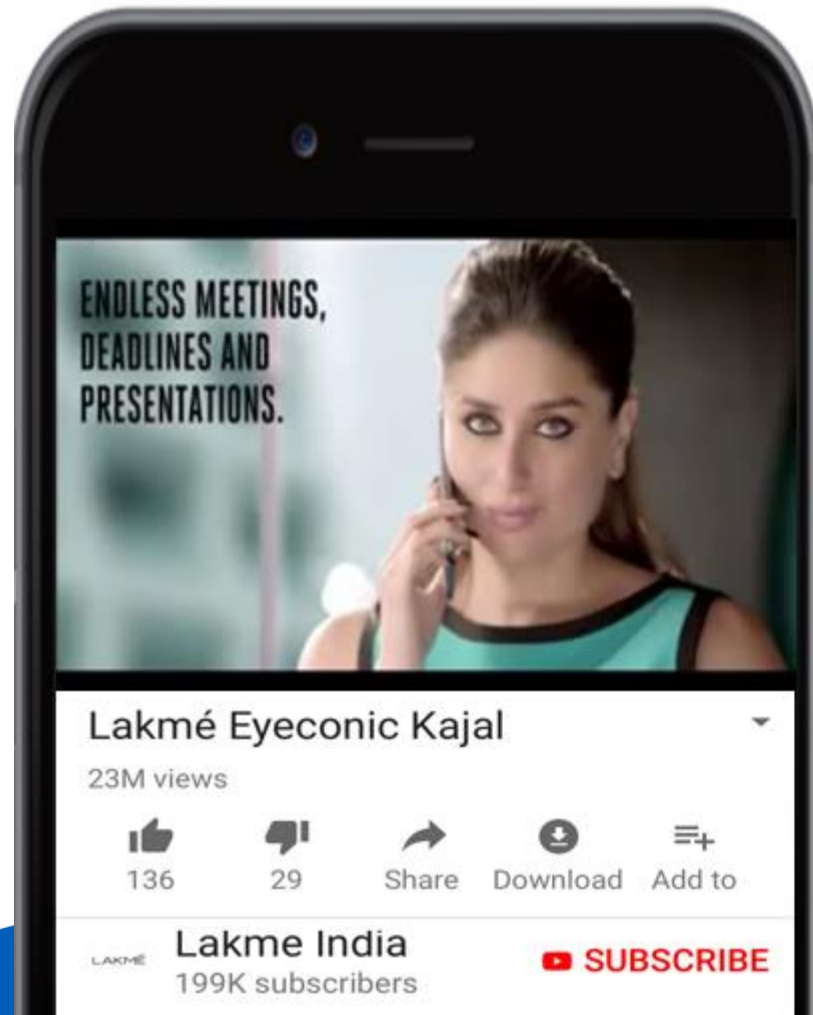 ENDLESS MEETINGS,
DEADLINES AND
PRESENTATIONS.
Lakmé Eyeconic Kajal
23M views
136 29 Share Download Add to
LAKMÉ Lakme India SUBSCRIBE
199K subscribers